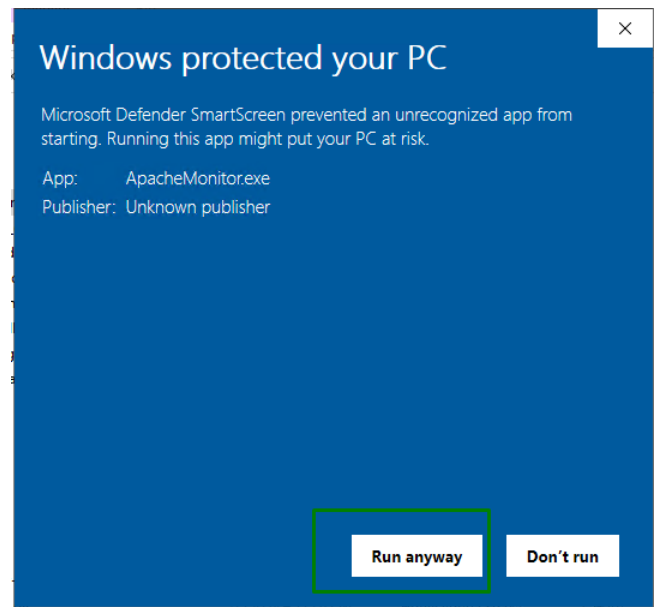 Windows protected your PC
Microsoft Defender SmartScreen prevented an unrecognized app from
starting. Running this app might put your PC at risk.
App: ApacheMonitor.exe
Publisher: Unknown publisher
Run anyway
Don't run